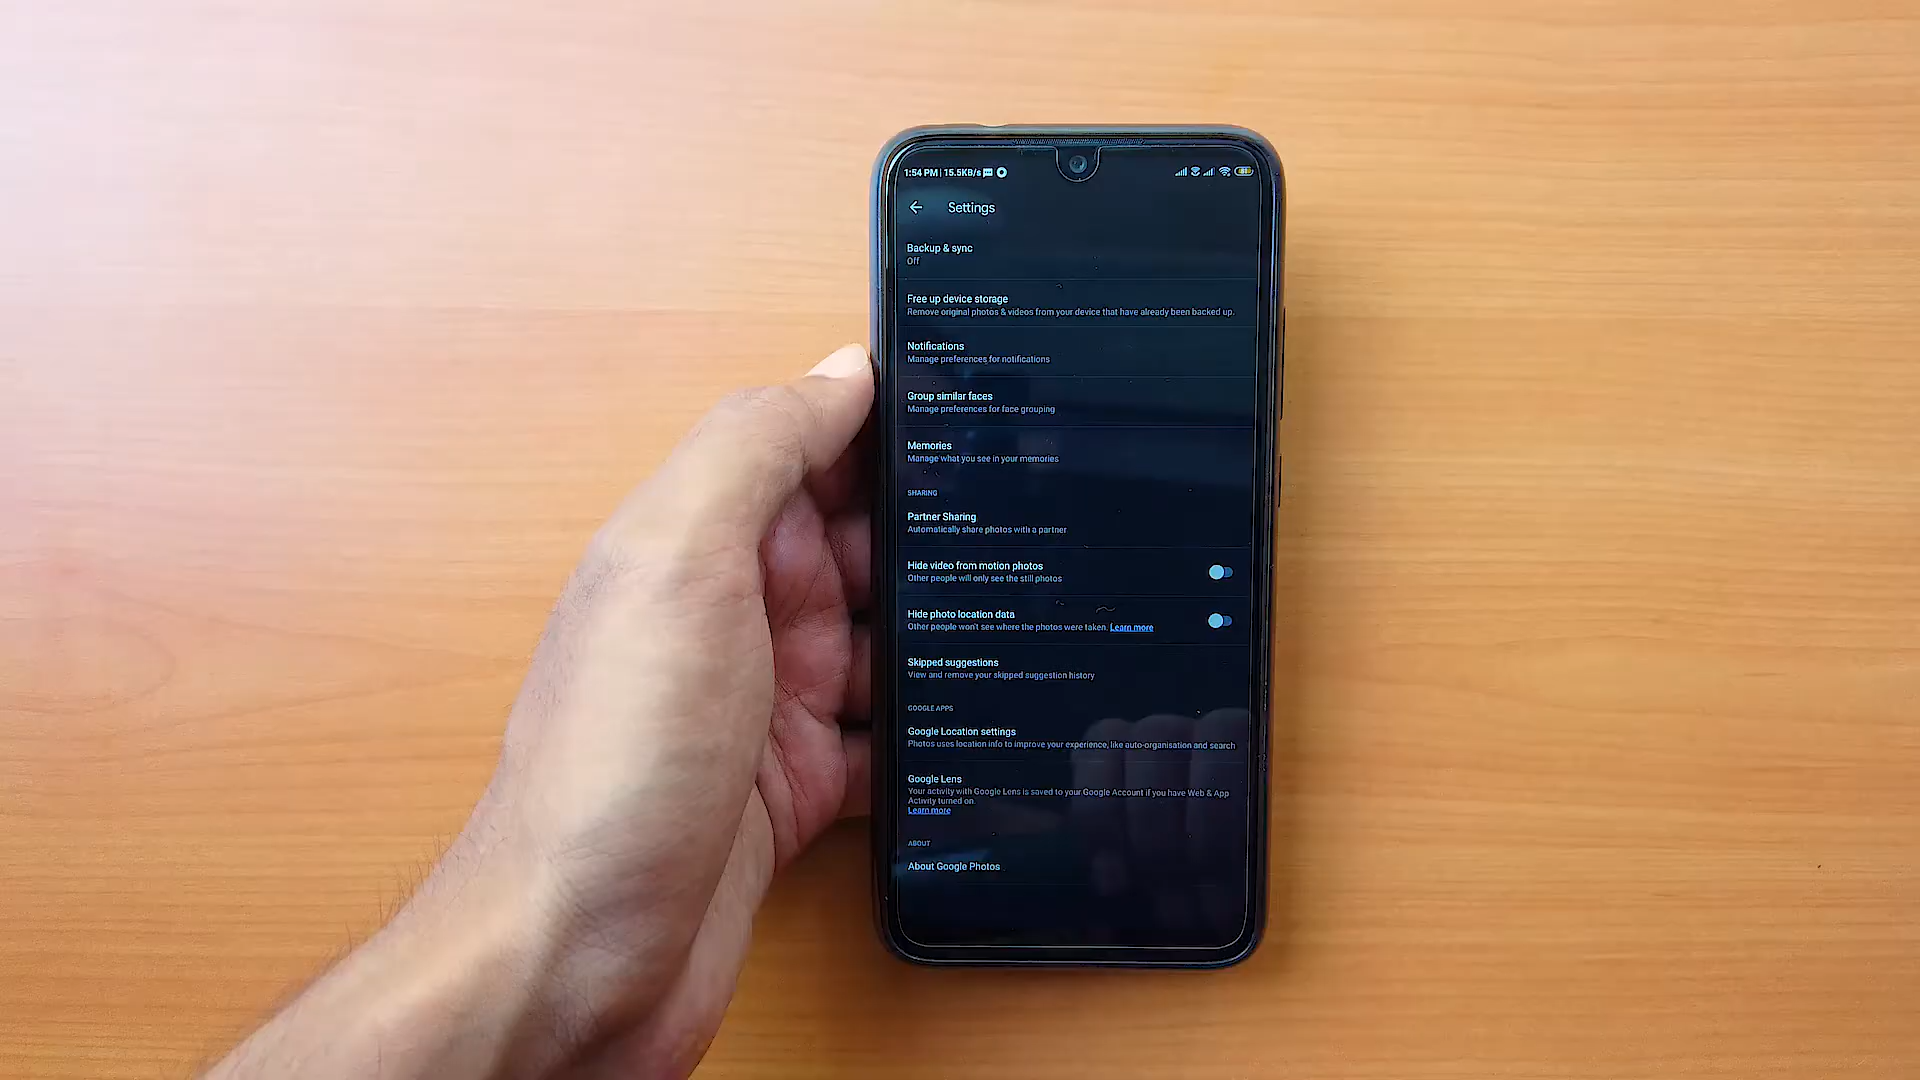 1:54 PM | 15.5KB/s
Settings
Backup & sync
Off
Free up device storage
Remove original photos & videos from your device that have already been backed up.
Notifications
Manage preferences for notifications
Group similar faces
Manage preferences for face grouping
Memories
Manage what you see in your memories
SHARING
Partner Sharing
Automatically share photos with a partner
Hide video from motion photos
Other people will only see the still photos
Hide photo location data
Other people won't see where the photos were taken. Learn more
Skipped suggestions
View and remove your skipped suggestion history
GOOGLE APPS
Google Location settings
Photos uses location info to improve your experience, like auto-organisation and search
Google Lens
Your activity with Google Lens is saved to your Google Account if you have Web & App
Activity turned on.
Learn more
ABOUT
About Google Photos